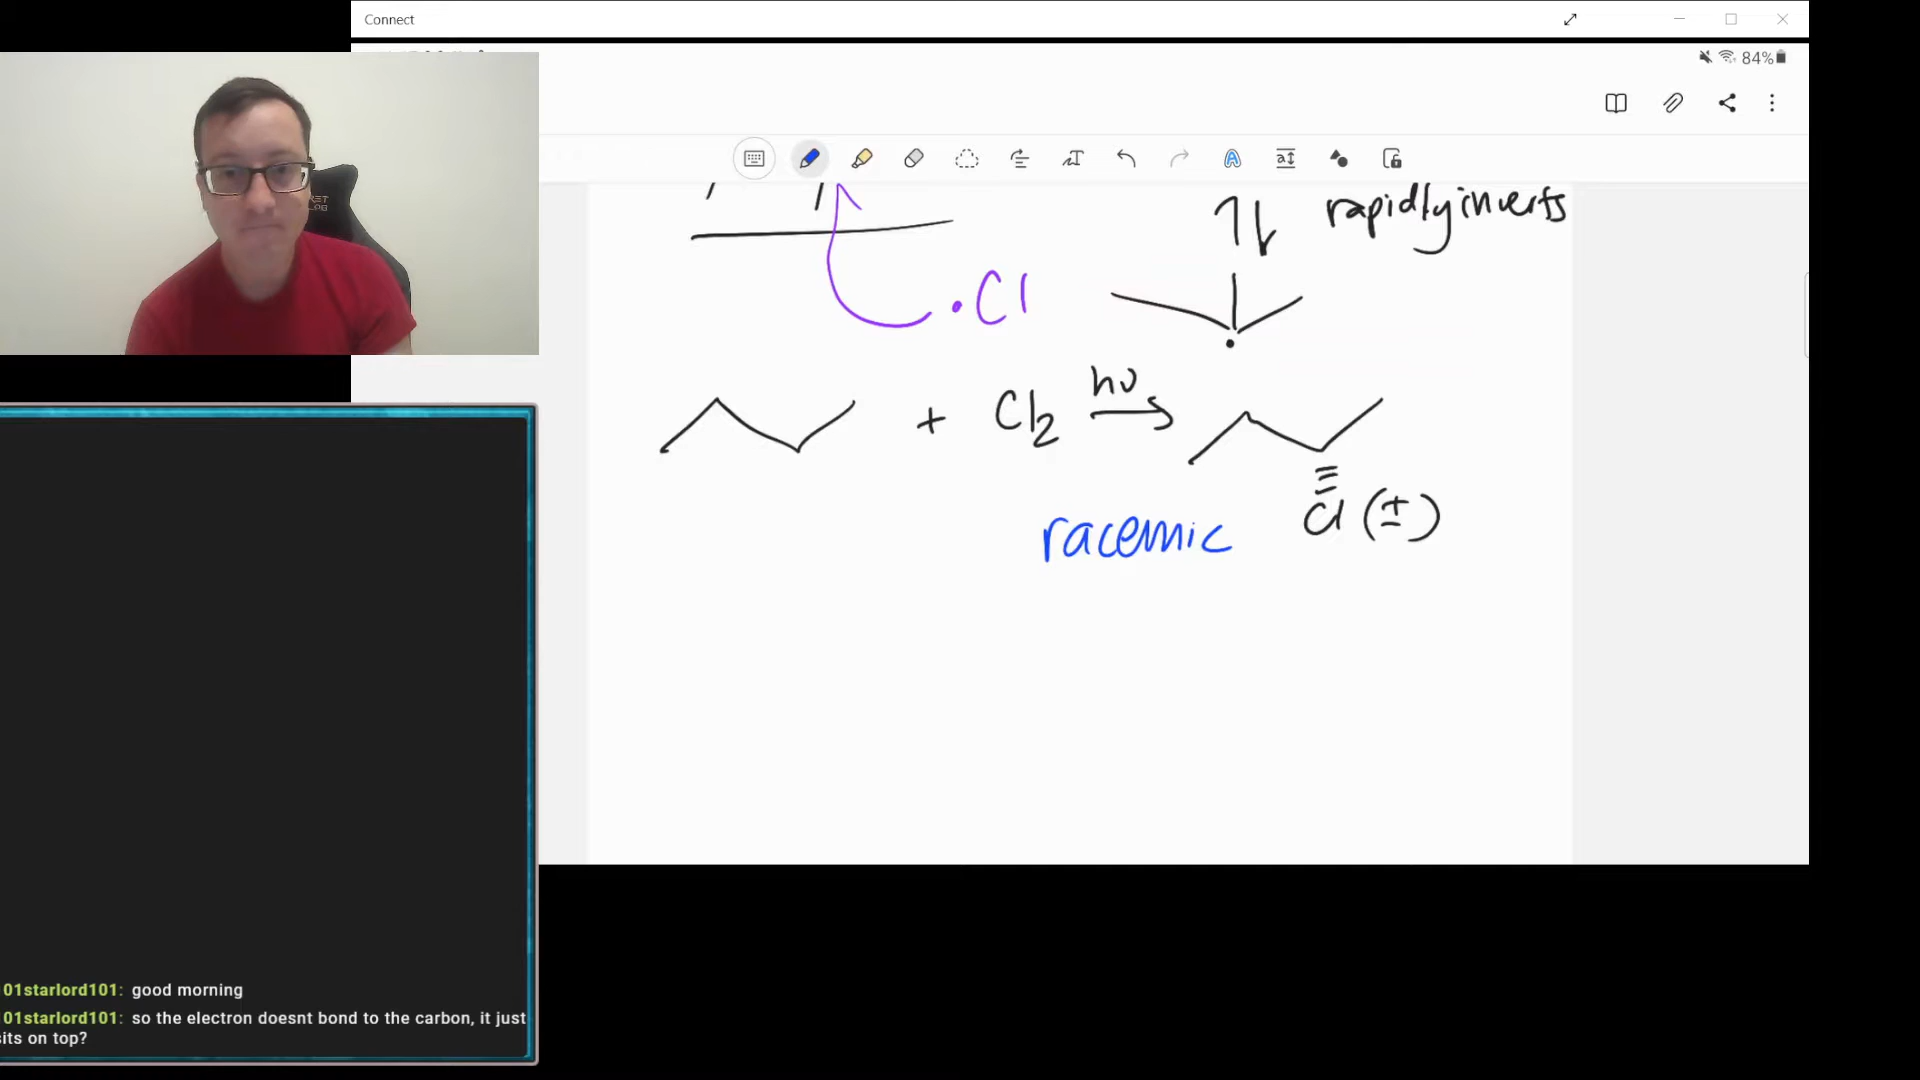 Connect
84%
rapidly inverts
·Cl
+ Cl₂ hν
Cl (±)
racemic
01starlord101: good morning
01starlord101: so the electron doesnt bond to the carbon, it just
sits on top?